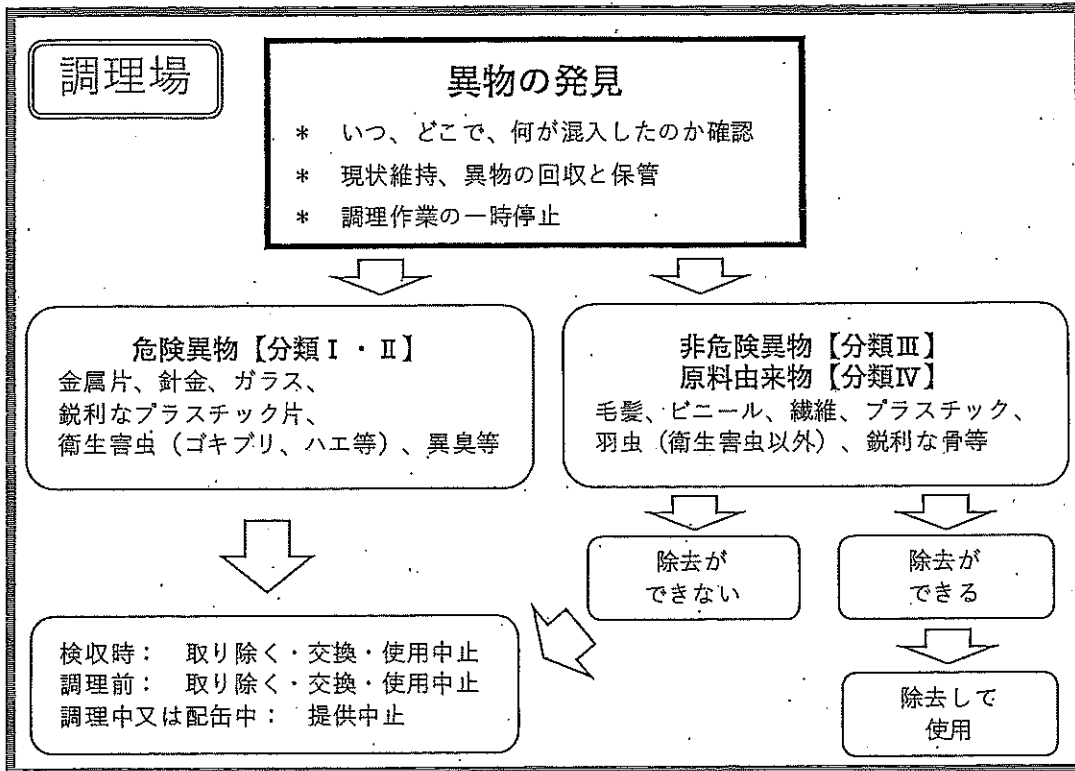 調理場
異物の発見
* いつ、どこで、何が混入したのか確認
* 現状維持、異物の回収と保管
* 調理作業の一時停止
危険異物【分類Ⅰ・Ⅱ】
金属片、針金、ガラス、
鋭利なプラスチック片、
衛生害虫(ゴキブリ、ハエ等)、異臭等
非危険異物【分類Ⅲ】
原料由来物【分類Ⅳ】
毛髪、ビニール、繊維、プラスチック、
羽虫(衛生害虫以外)、鋭利な骨等
除去が
できない
除去が
できる
検収時: 取り除く・交換・使用中止
調理前: 取り除く・交換・使用中止
調理中又は配缶中: 提供中止
除去して
使用